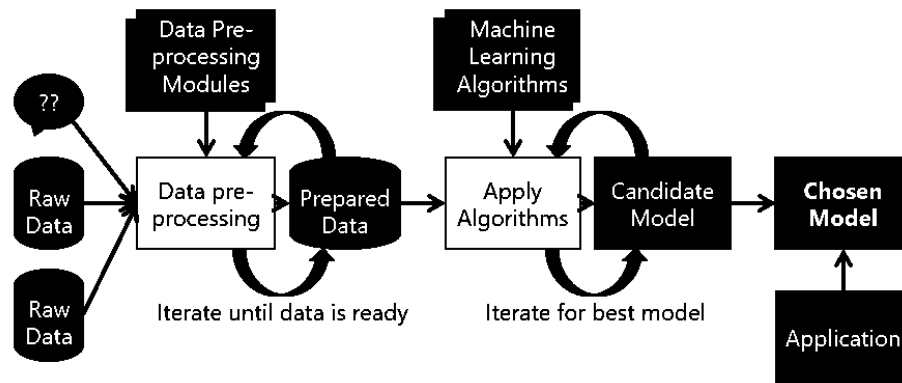 Data Pre-
processing
Modules
Machine
Learning
Algorithms
??
Raw
Data
Data pre-
processing
Prepared
Data
Apply
Algorithms
Candidate
Model
Chosen
Model
Raw
Data
Iterate until data is ready
Iterate for best model
Application